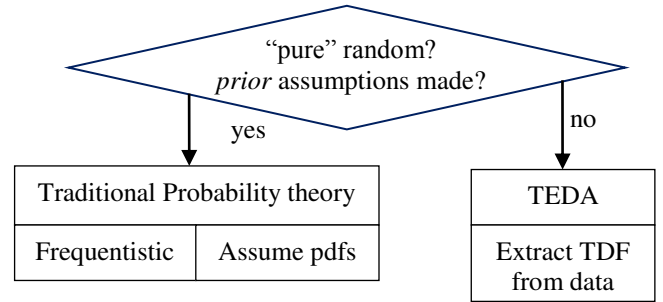 “pure” random?
prior assumptions made?
yes
no
Traditional Probability theory
Frequentistic
Assume pdfs
TEDA
Extract TDF
from data